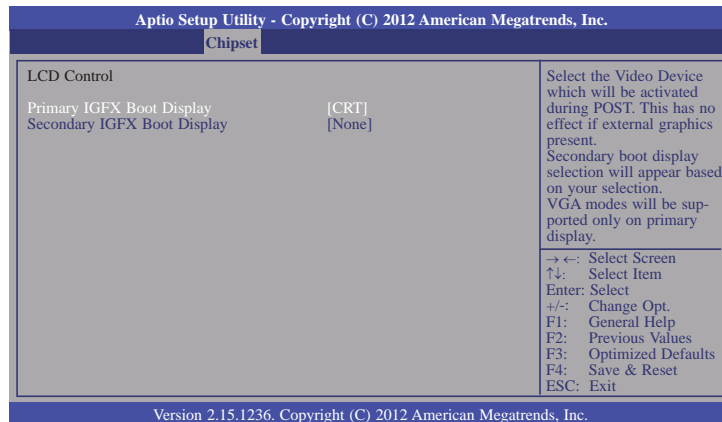 Aptio Setup Utility - Copyright (C) 2012 American Megatrends, Inc.
Chipset
LCD Control
Primary IGFX Boot Display [CRT]
Secondary IGFX Boot Display [None]
Select the Video Device
which will be activated
during POST. This has no
effect if external graphics
present.
Secondary boot display
selection will appear based
on your selection.
VGA modes will be sup-
ported only on primary
display.
→ ←: Select Screen
↑↓: Select Item
Enter: Select
+/-: Change Opt.
F1: General Help
F2: Previous Values
F3: Optimized Defaults
F4: Save & Reset
ESC: Exit
Version 2.15.1236. Copyright (C) 2012 American Megatrends, Inc.